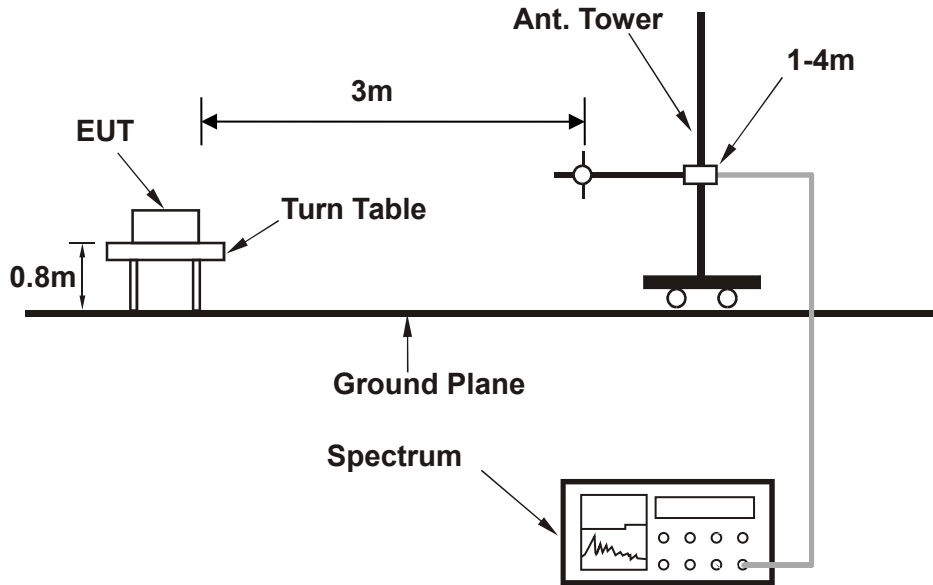 Ant. Tower
1-4m
3m
EUT
Turn Table
0.8m
Ground Plane
Spectrum